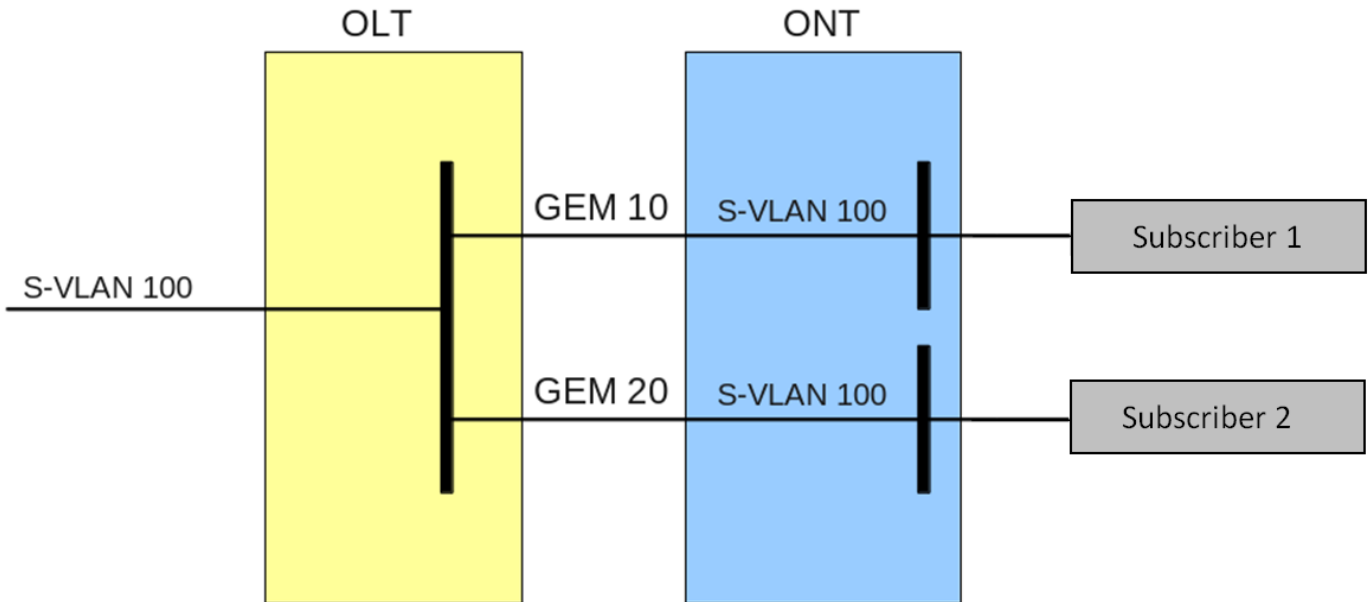 OLT
ONT
GEM 10
S-VLAN 100
Subscriber 1
S-VLAN 100
GEM 20
S-VLAN 100
Subscriber 2